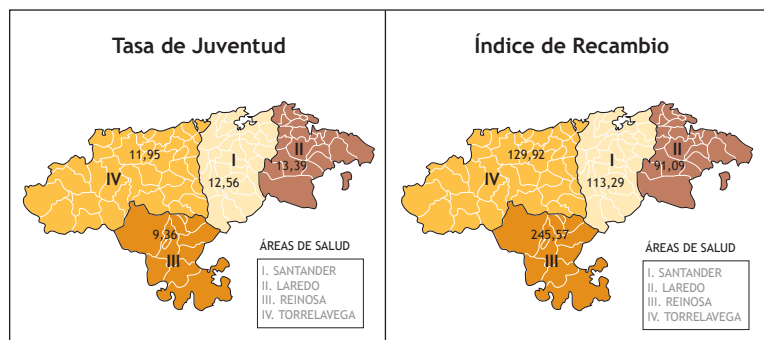 Tasa de Juventud
11,95
I
II
13,39
IV
12,56
9,36
III
ÁREAS DE SALUD
I. SANTANDER
II. LAREDO
III. REINOSA
IV. TORRELAVEGA
Índice de Recambio
129,92
I
II
91,09
IV
113,29
245,57
III
ÁREAS DE SALUD
I. SANTANDER
II. LAREDO
III. REINOSA
IV. TORRELAVEGA